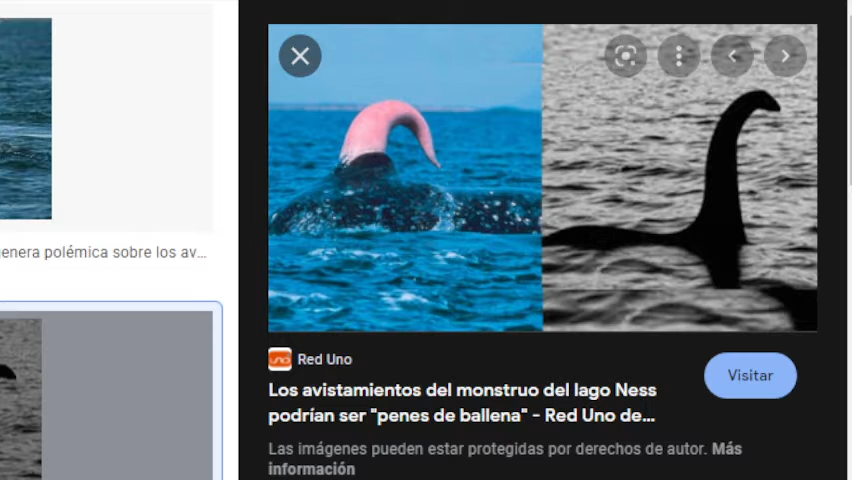 enera polémica sobre los av...
Red Uno
Visitar
Los avistamientos del monstruo del lago Ness
podrían ser "penes de ballena" - Red Uno de...
Las imágenes pueden estar protegidas por derechos de autor. Más
información